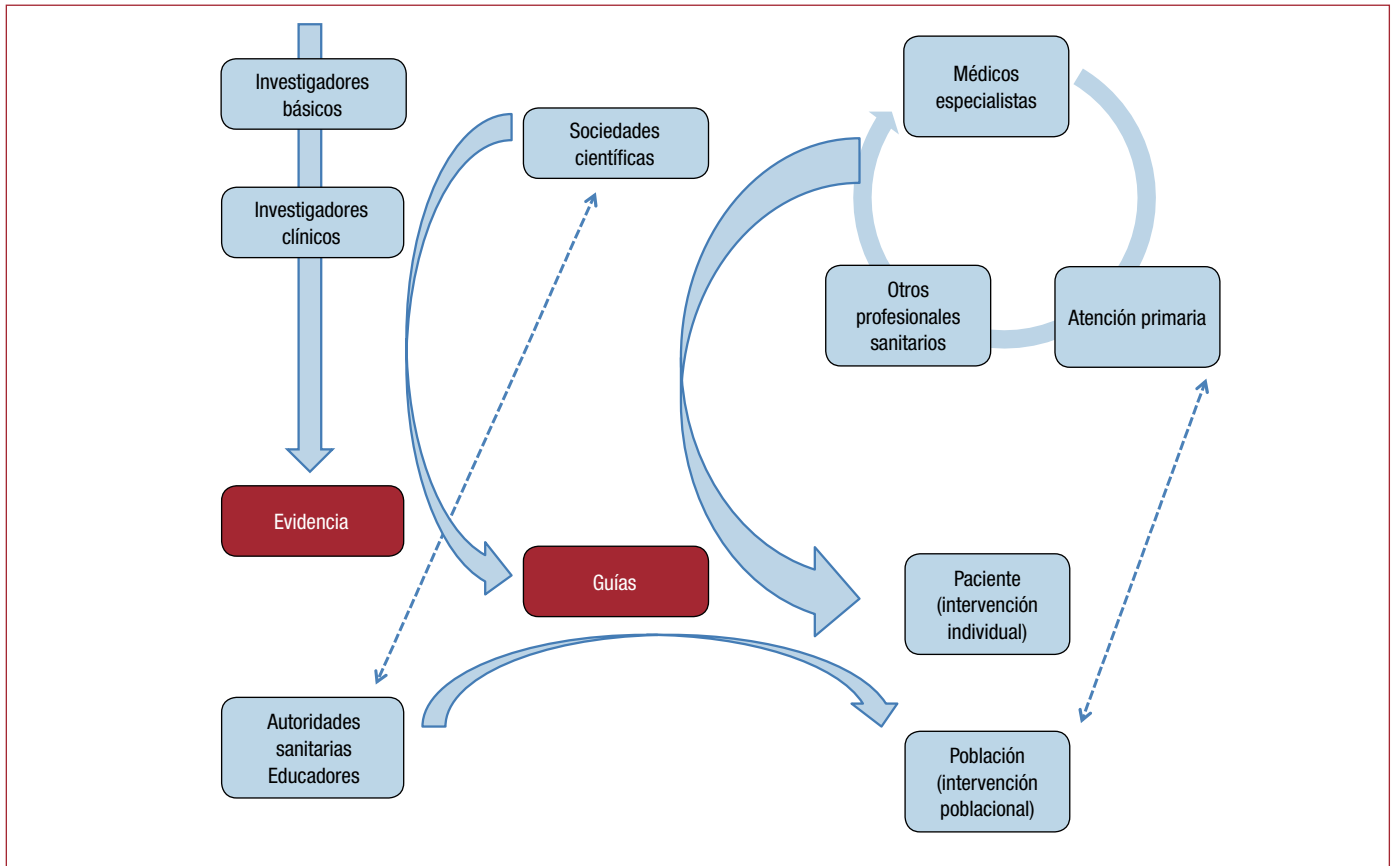 Investigadores
básicos
Investigadores
clínicos
Evidencia
Sociedades
científicas
Guías
Autoridades
sanitarias
Educadores
Médicos
especialistas
Otros
profesionales
sanitarios
Atención primaria
Paciente
(intervención
individual)
Población
(intervención
poblacional)